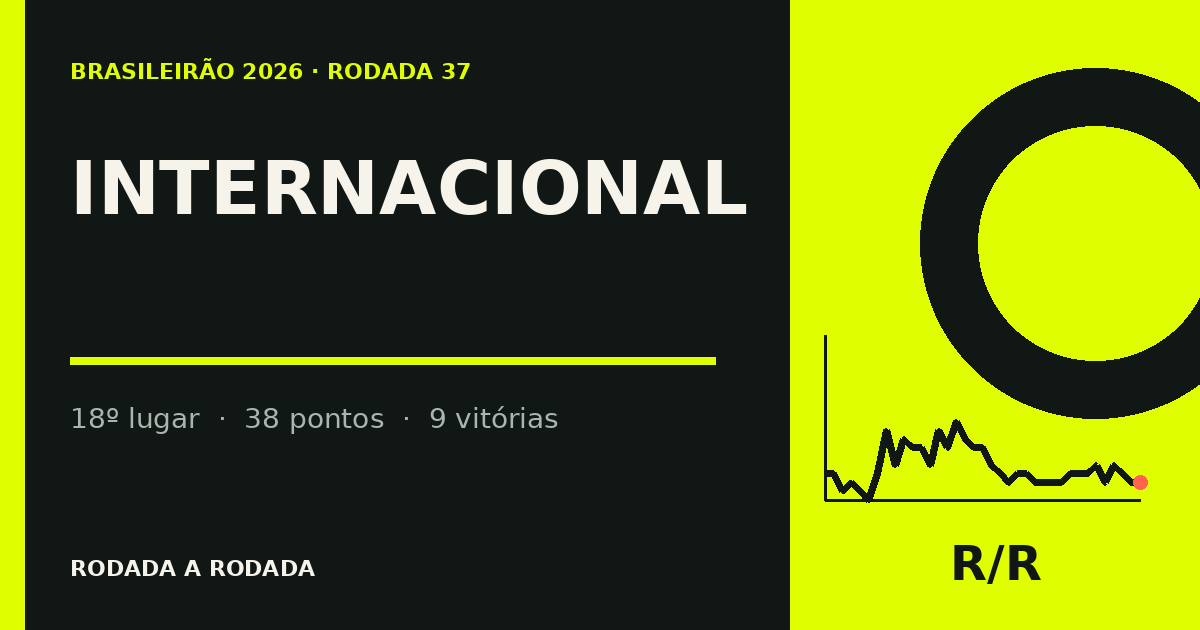 BRASILEIRÃO 2026 · RODADA 37
INTERNACIONAL
18º lugar · 38 pontos · 9 vitórias
RODADA A RODADA
R/R